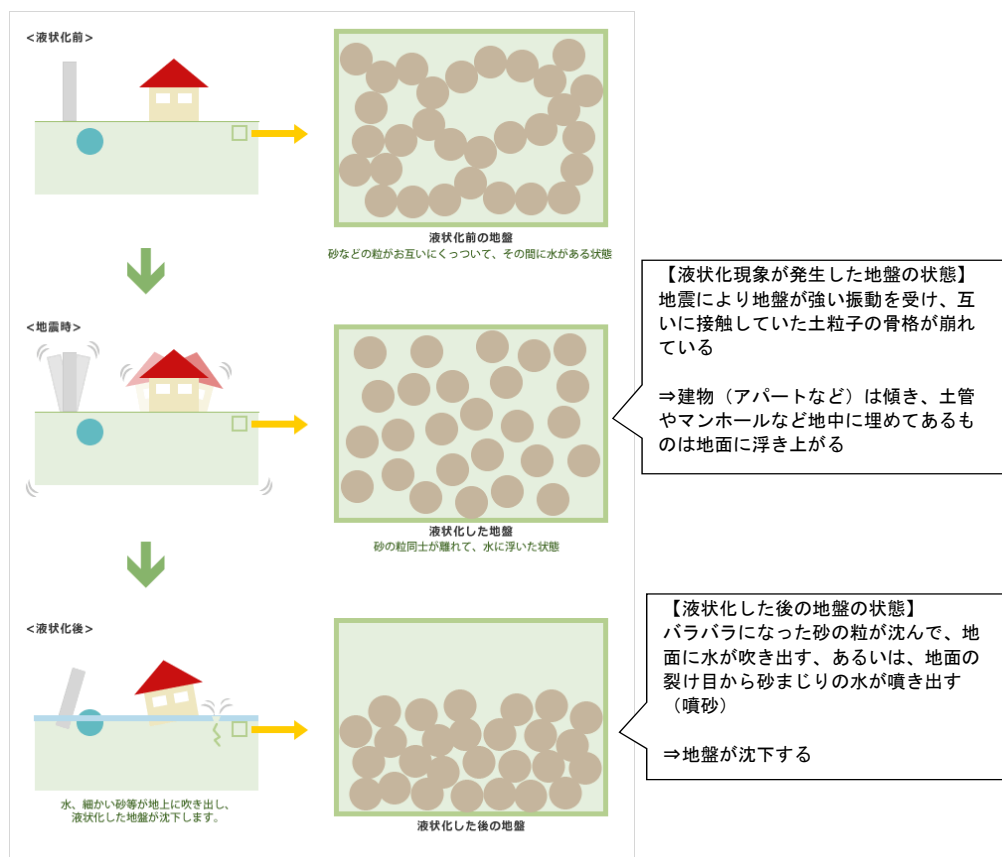 <液状化前>
液状化前の地盤
砂などの粒がお互いにくっついて、その間に水がある状態
<地震時>
液状化した地盤
砂の粒同士が離れて、水に浮いた状態
【液状化現象が発生した地盤の状態】
地震により地盤が強い振動を受け、互
いに接触していた土粒子の骨格が崩れ
ている
⇒建物（アパートなど）は傾き、土管
やマンホールなど地中に埋めてあるも
のは地面に浮き上がる
<液状化後>
水、細かい砂等が地上に吹き出し、
液状化した地盤が沈下します。
液状化した後の地盤
【液状化した後の地盤の状態】
バラバラになった砂の粒が沈んで、地
面に水が吹き出す、あるいは、地面の
裂け目から砂まじりの水が噴き出す
（噴砂）
⇒地盤が沈下する